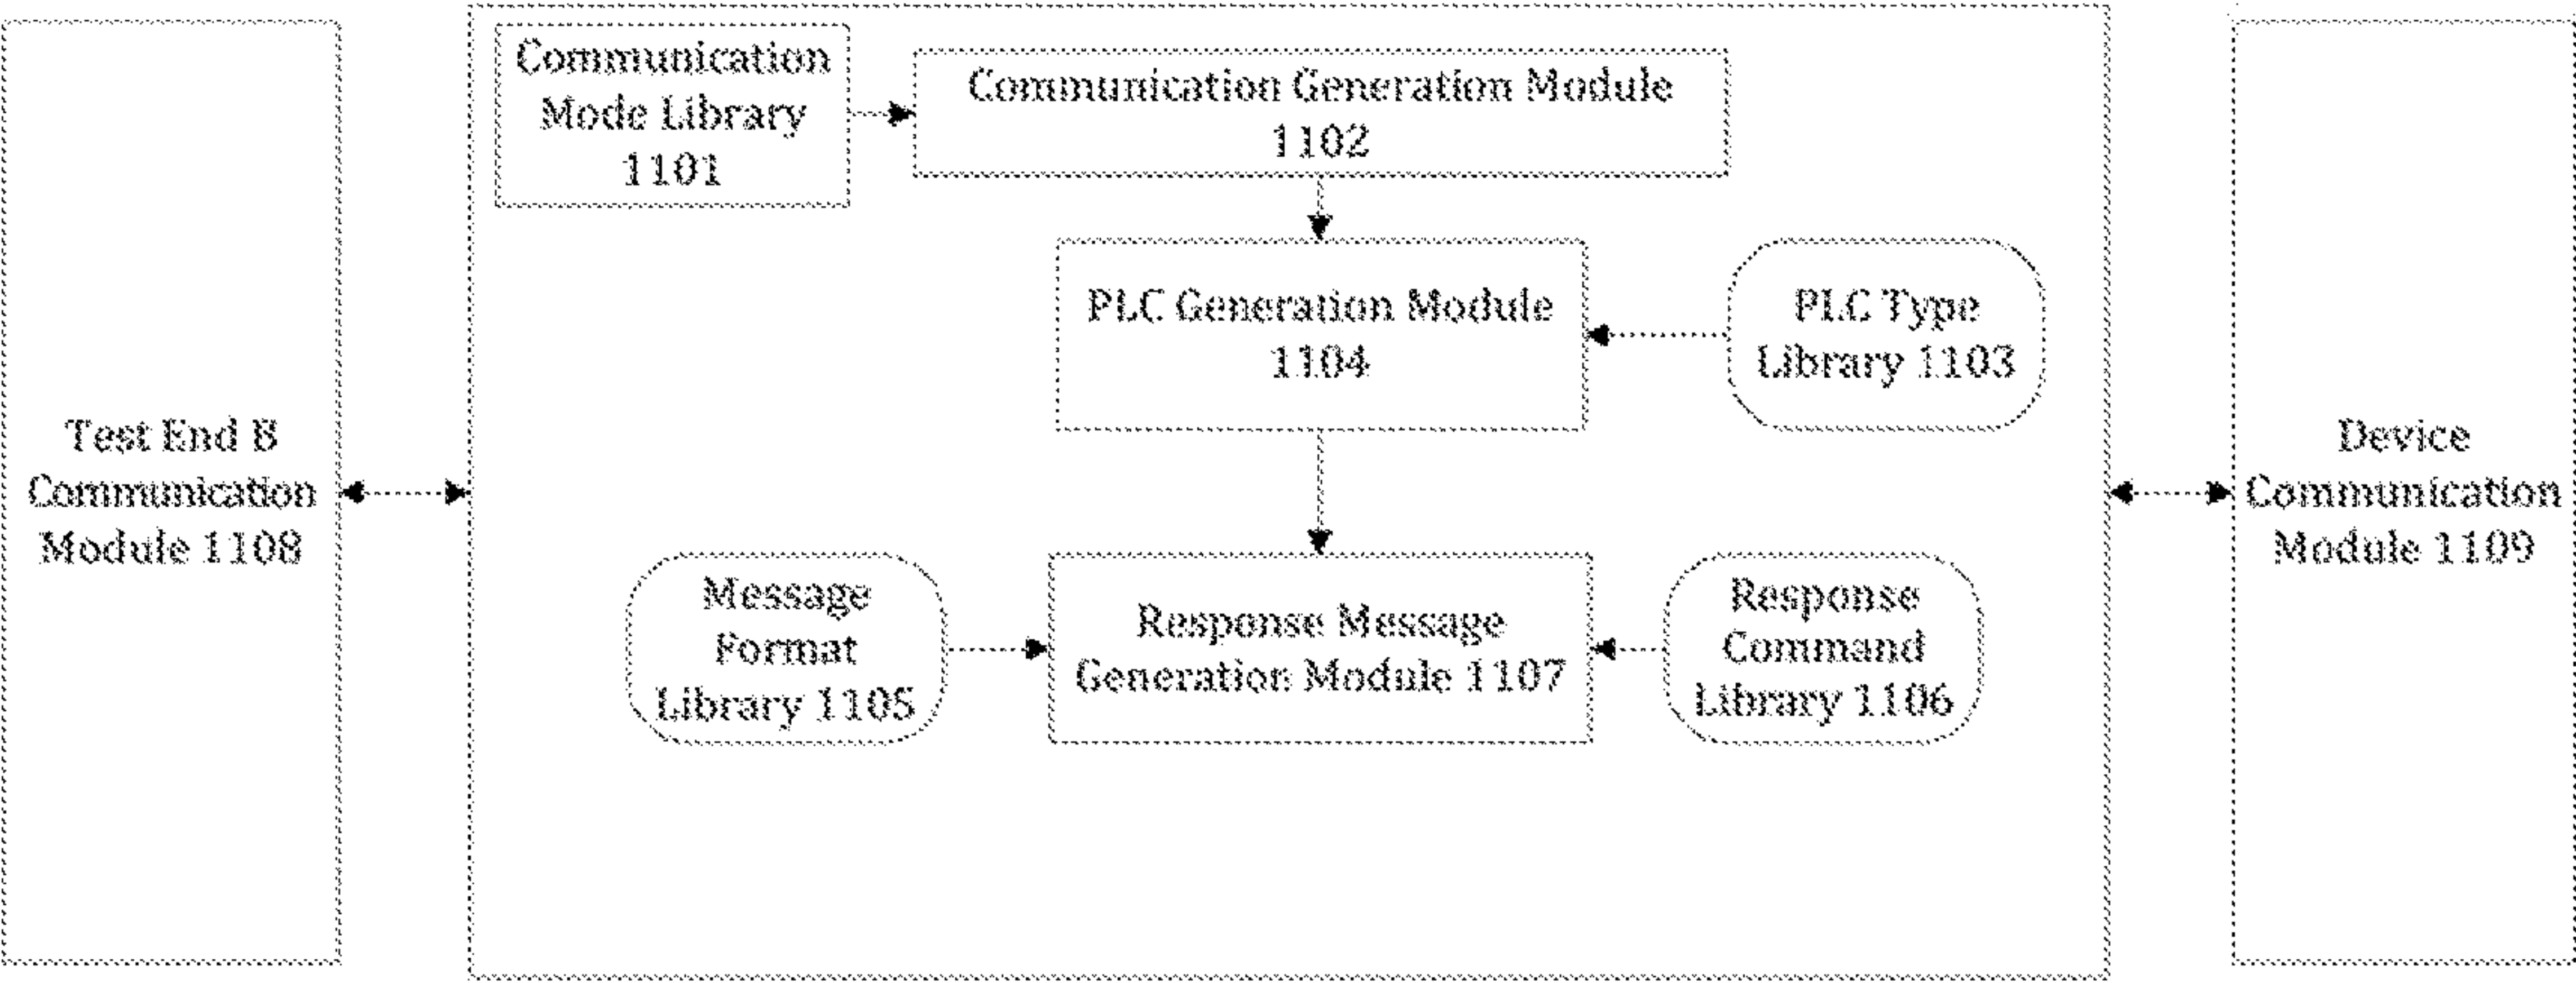 Communication
Mode Library
1101
Communication Generation Module
1102
PLC Generation Module
1104
PLC Type
Library 1103
Test End B
Communication
Module 1108
Device
Communication
Module 1109
Message
Format
Library 1105
Response Message
Generation Module 1107
Response
Command
Library 1106